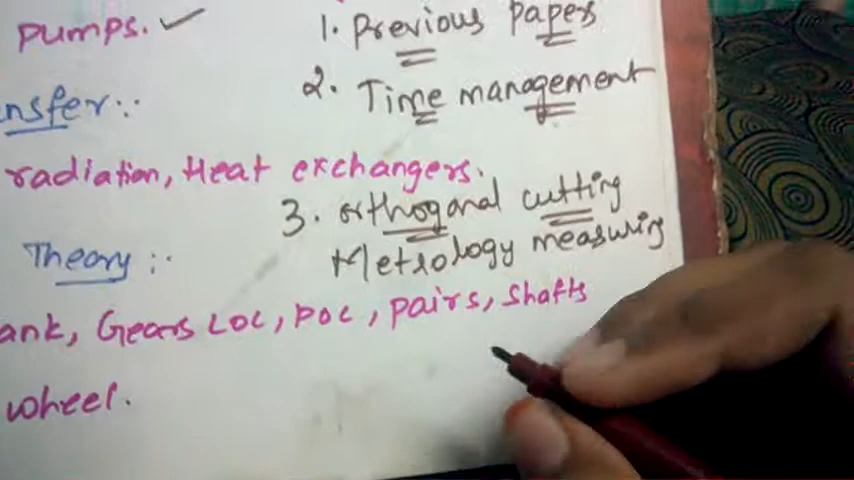 pumps. ✓
1. Previous papers
2. Time management
nsfer:.
radiation, Heat exchangers.
3. orthogonal cutting
Metrology measuring
Theory :.
ank, Gears LOC, POC, pairs, Shafts
wheel.